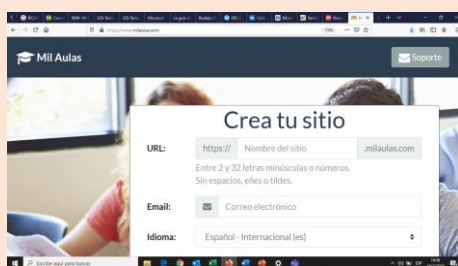 Mil Aulas
Soporte
Crea tu sitio
URL:
https://
Nombre del sitio
.milaulas.com
Entre 2 y 32 letras minúsculas o números.
Sin espacios, eñes o tildes.
Email:
Correo electrónico
Idioma:
Español - Internacional (es)
Escribe aquí para buscar